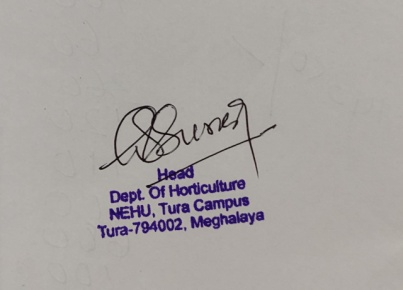 Head
Dept. Of Horticulture
NEHU, Tura Campus
Tura-794002, Meghalaya